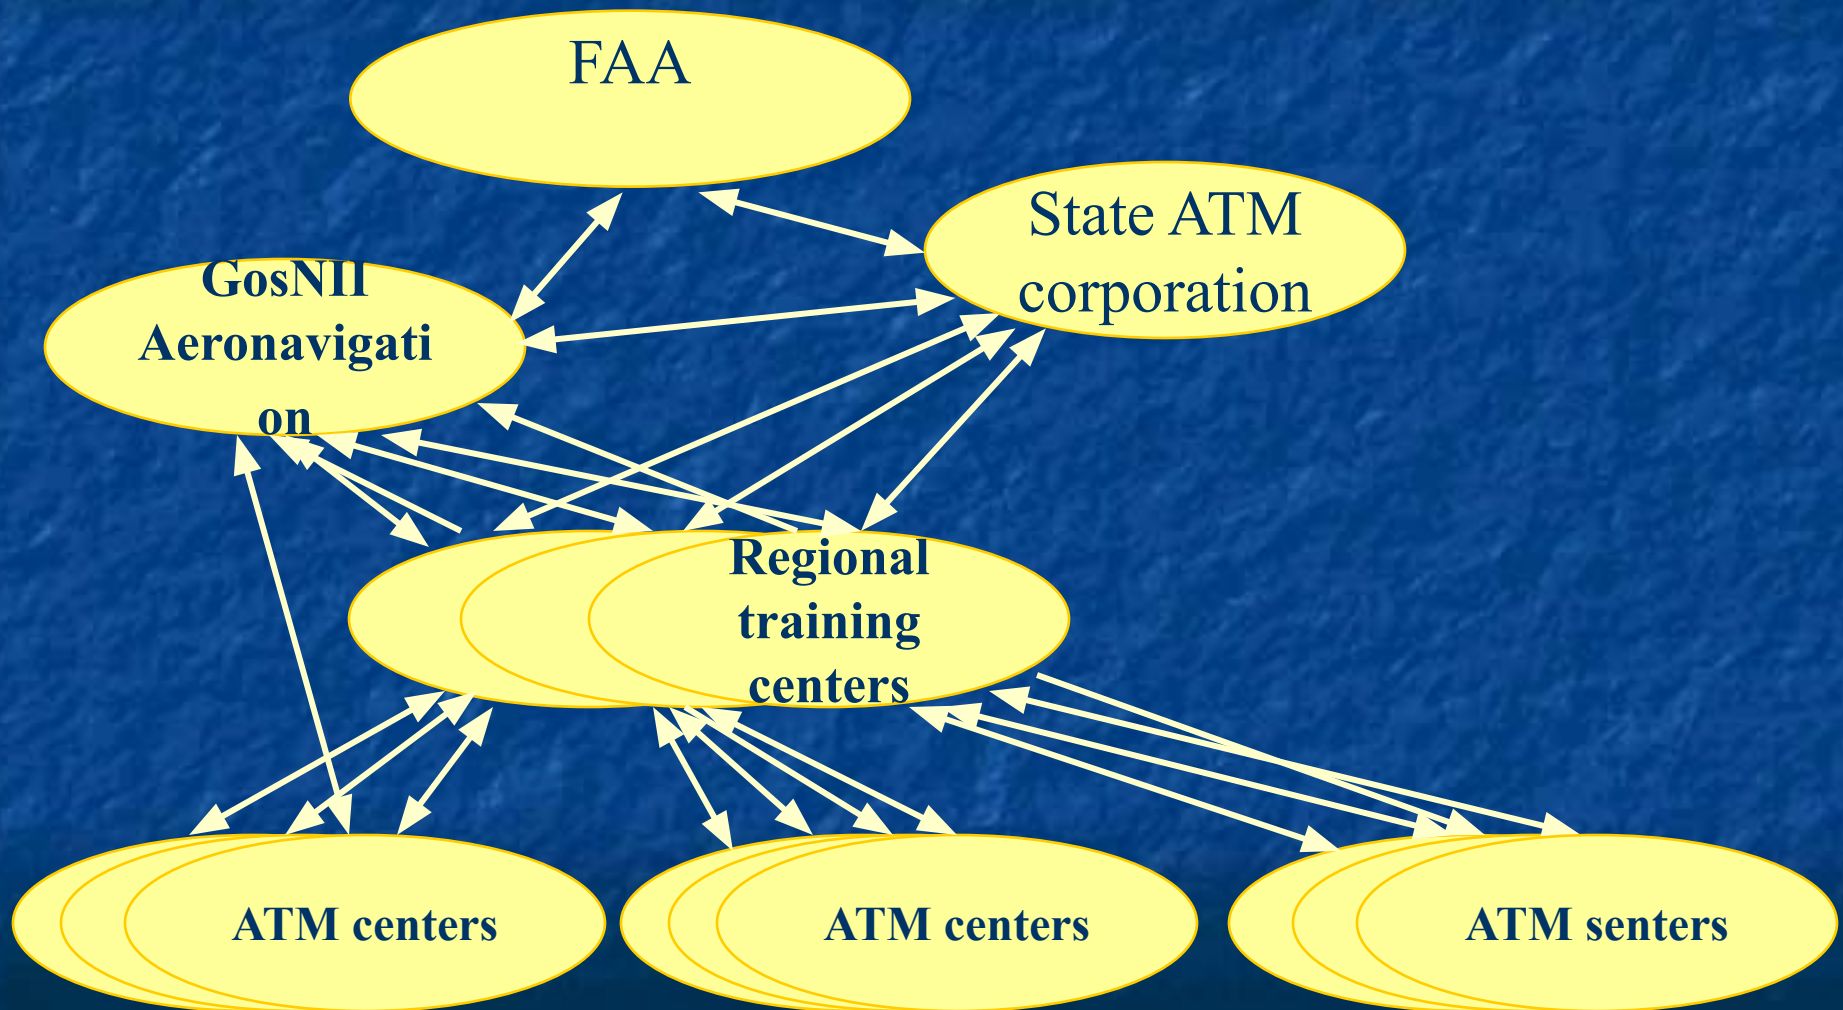 FAA
State ATM
corporation
GosNII
Aeronavigati
on
Regional
training
centers
ATM centers
ATM centers
ATM senters